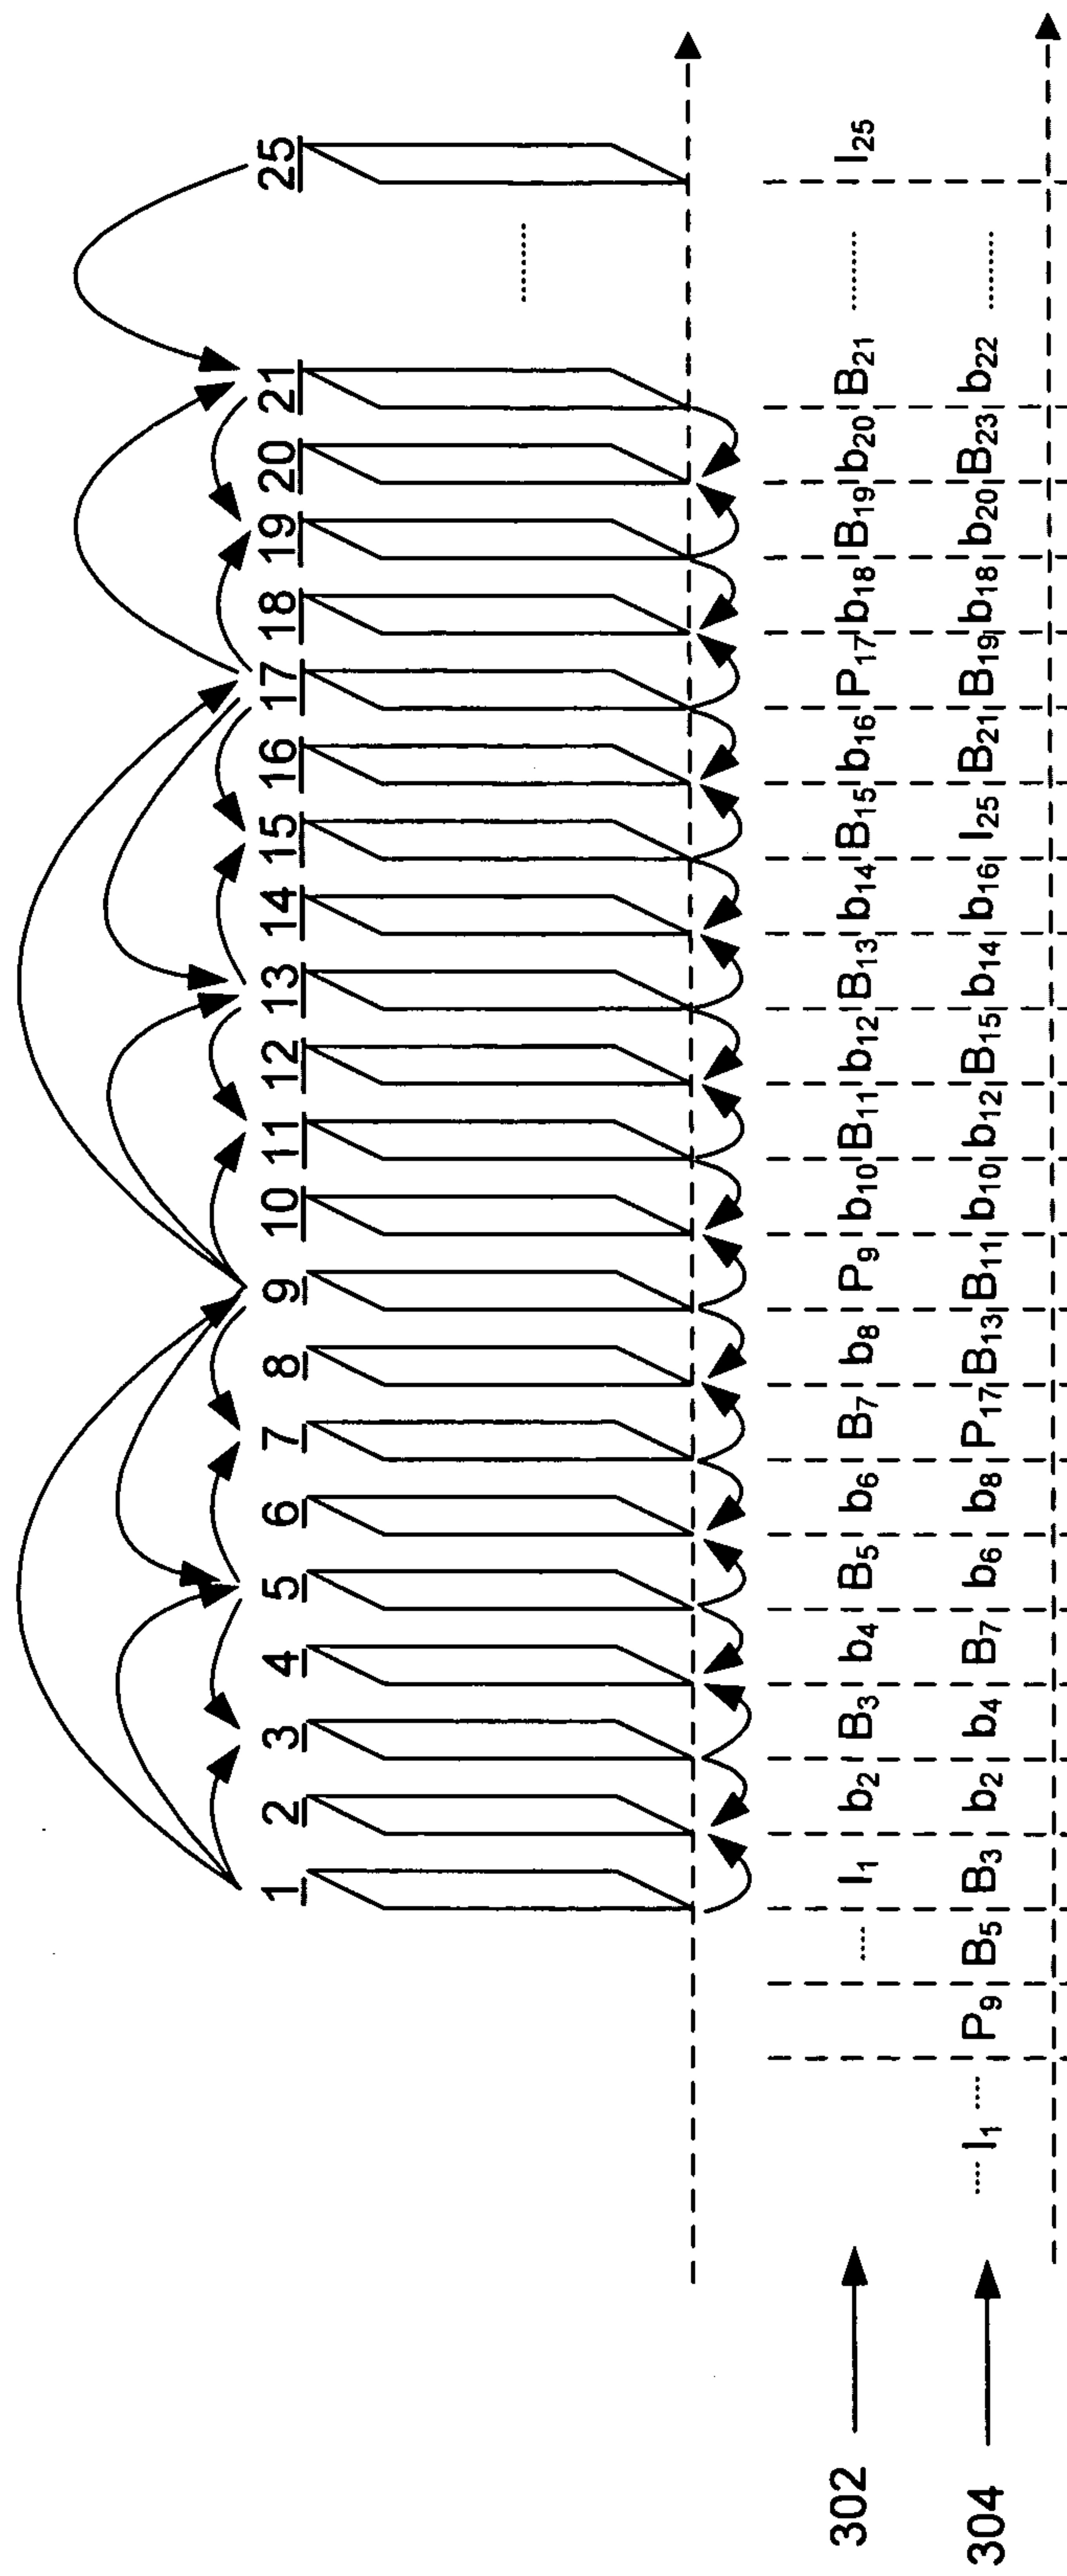 1 2 3 4 5 6 7 8 9 10 11 12 13 14 15 16 17 18 19 20 21 ........ 25
302 .... I₁ b₂ B₃ b₄ B₅ b₆ B₇ b₈ P₉ b₁₀ B₁₁ b₁₂ B₁₃ b₁₄ B₁₅ b₁₆ P₁₇ b₁₈ B₁₉ b₂₀ B₂₁ ........ I₂₅
304 .... I₁ .... P₉ B₅ B₃ b₂ b₄ B₇ b₆ b₈ P₁₇ B₁₃ B₁₁ b₁₀ b₁₂ B₁₅ b₁₄ b₁₆ I₂₅ B₂₁ B₁₉ b₁₈ b₂₀ B₂₃ b₂₂ ........